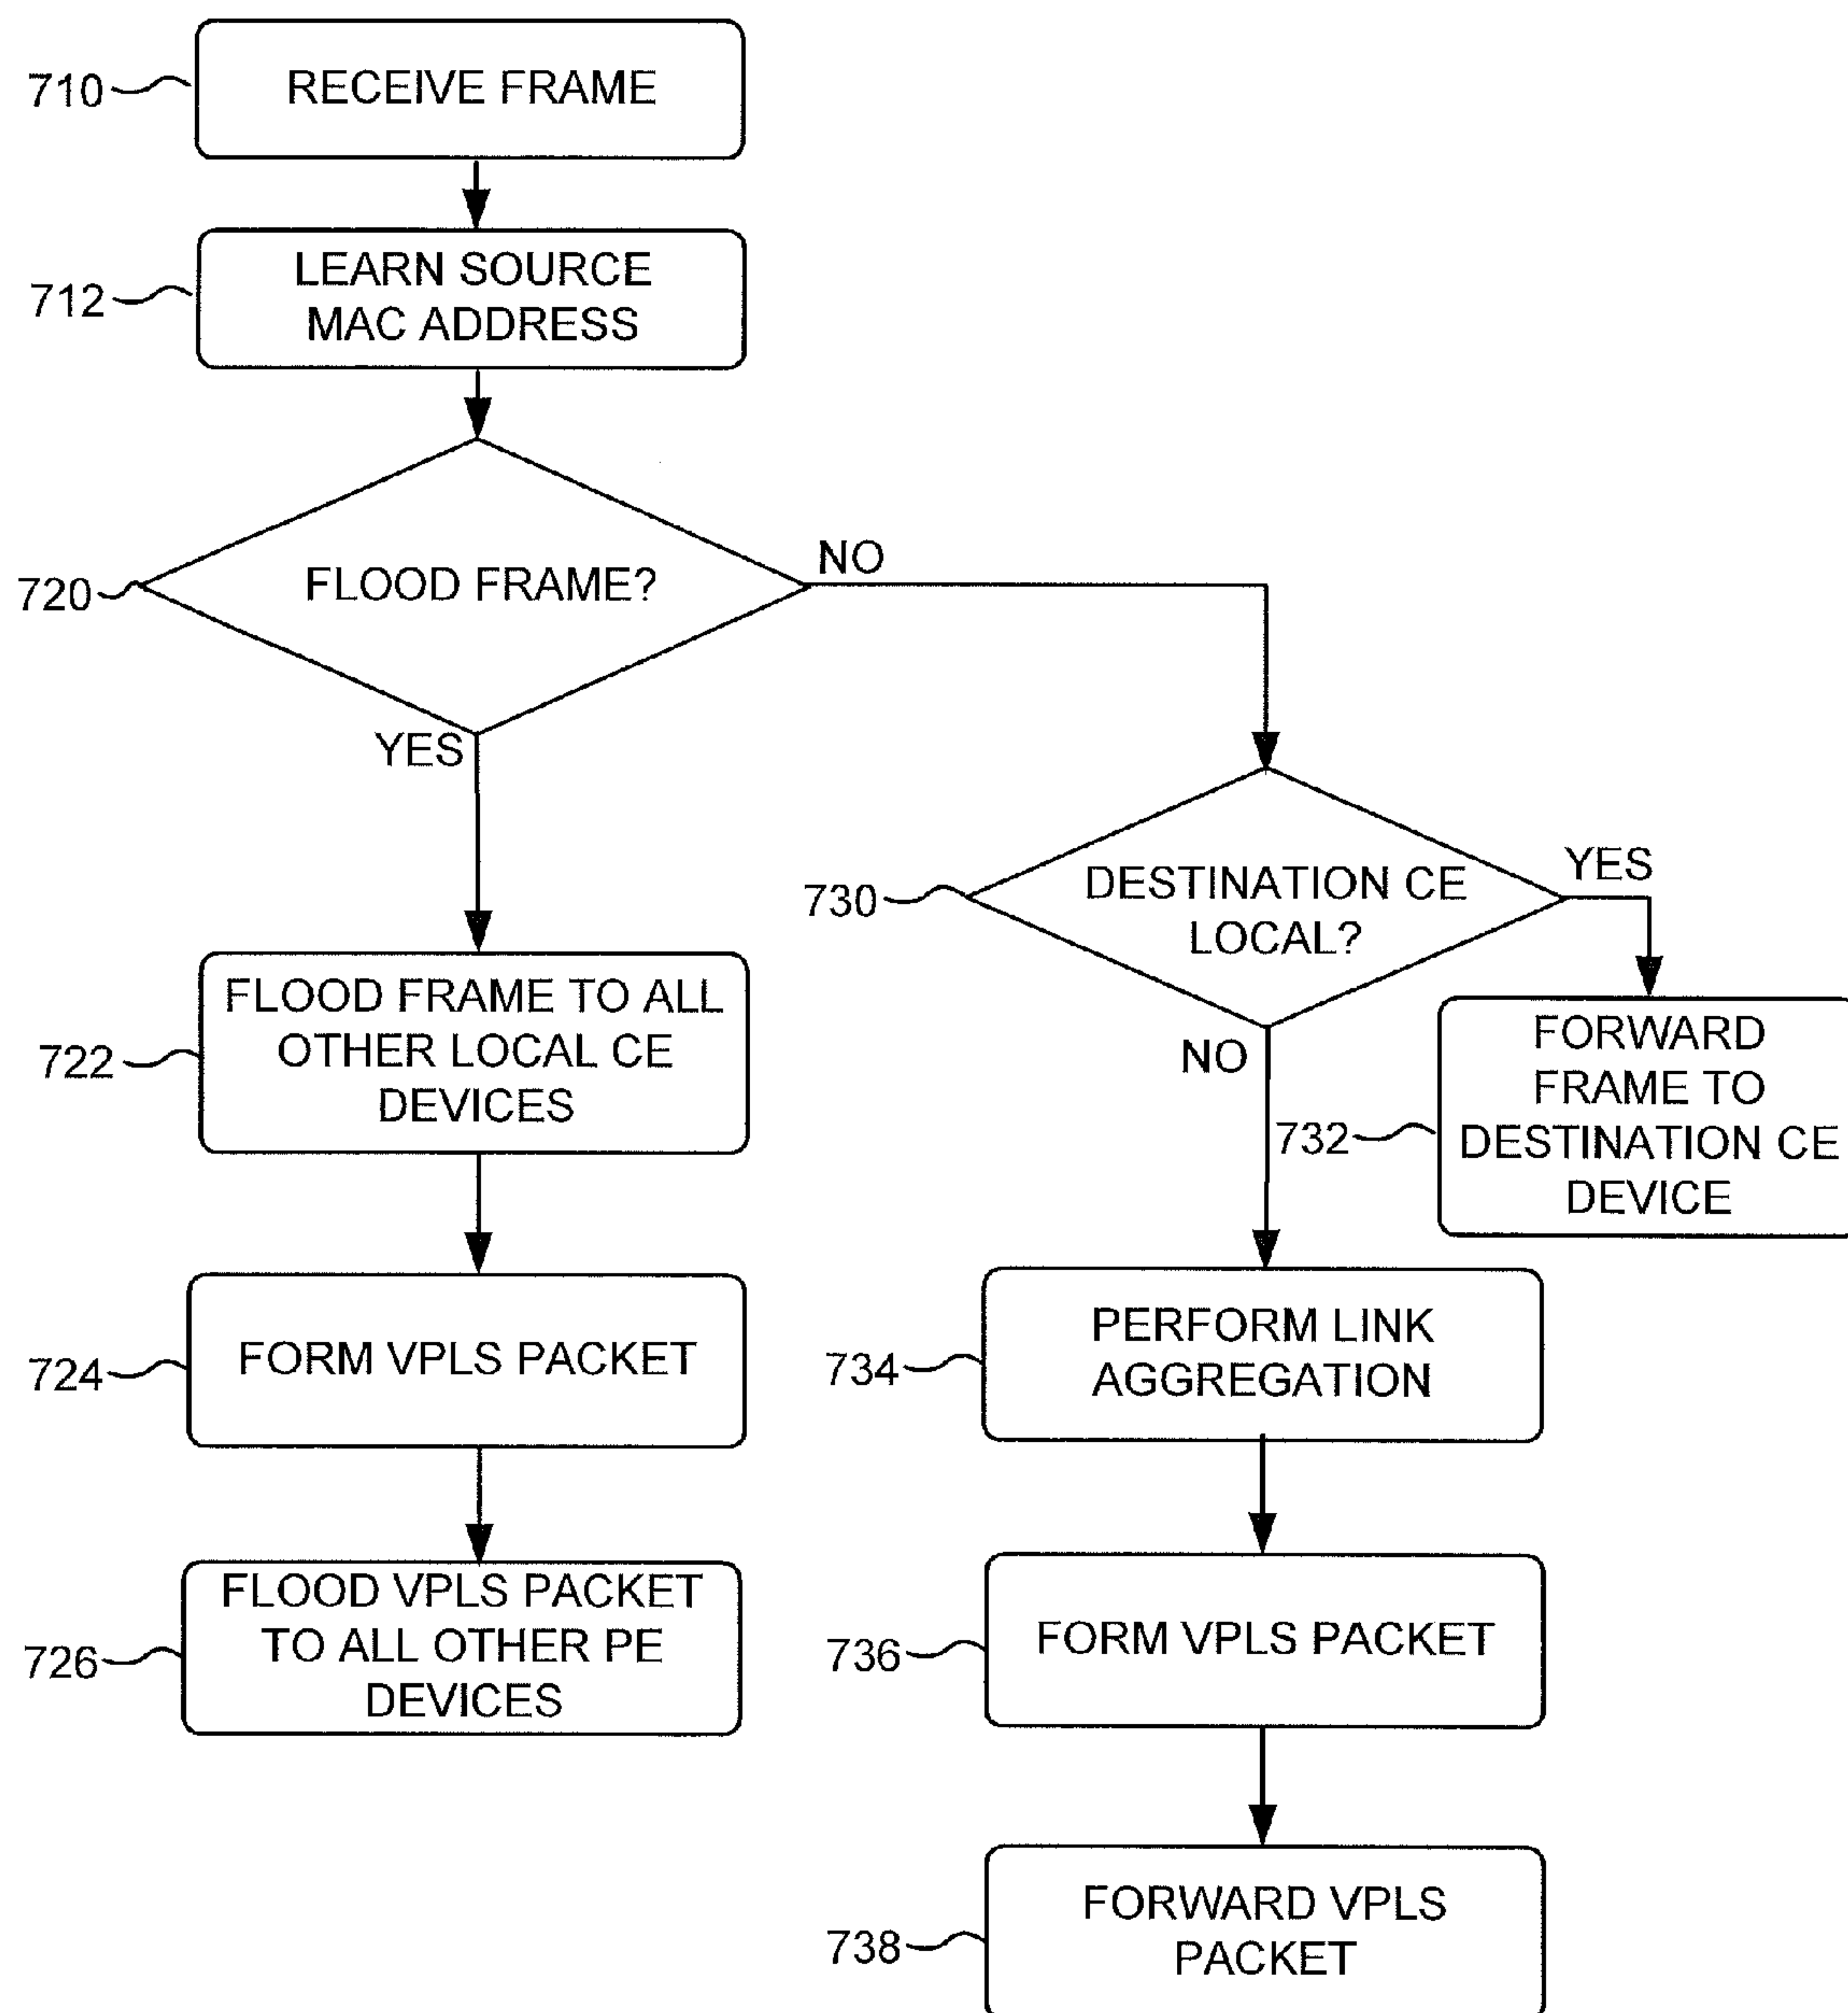 710
RECEIVE FRAME
712
LEARN SOURCE
MAC ADDRESS
720
FLOOD FRAME?
NO
YES
722
FLOOD FRAME TO ALL
OTHER LOCAL CE
DEVICES
724
FORM VPLS PACKET
726
FLOOD VPLS PACKET
TO ALL OTHER PE
DEVICES
730
DESTINATION CE
LOCAL?
YES
NO
732
FORWARD
FRAME TO
DESTINATION CE
DEVICE
734
PERFORM LINK
AGGREGATION
736
FORM VPLS PACKET
738
FORWARD VPLS
PACKET